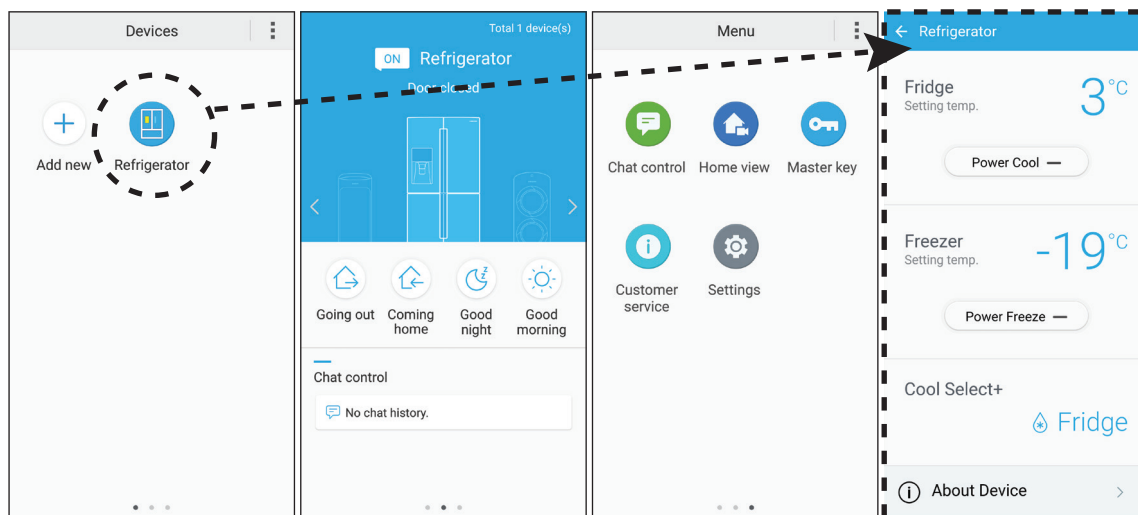 Devices
Add new
Refrigerator
Total 1 device(s)
ON Refrigerator
Door closed
Going out
Coming
home
Good
night
Good
morning
Chat control
No chat history.
Menu
Chat control
Home view
Master key
Customer
service
Settings
Refrigerator
Fridge
Setting temp.
3°C
Power Cool
Freezer
Setting temp.
-19°C
Power Freeze
Cool Select+
Fridge
About Device